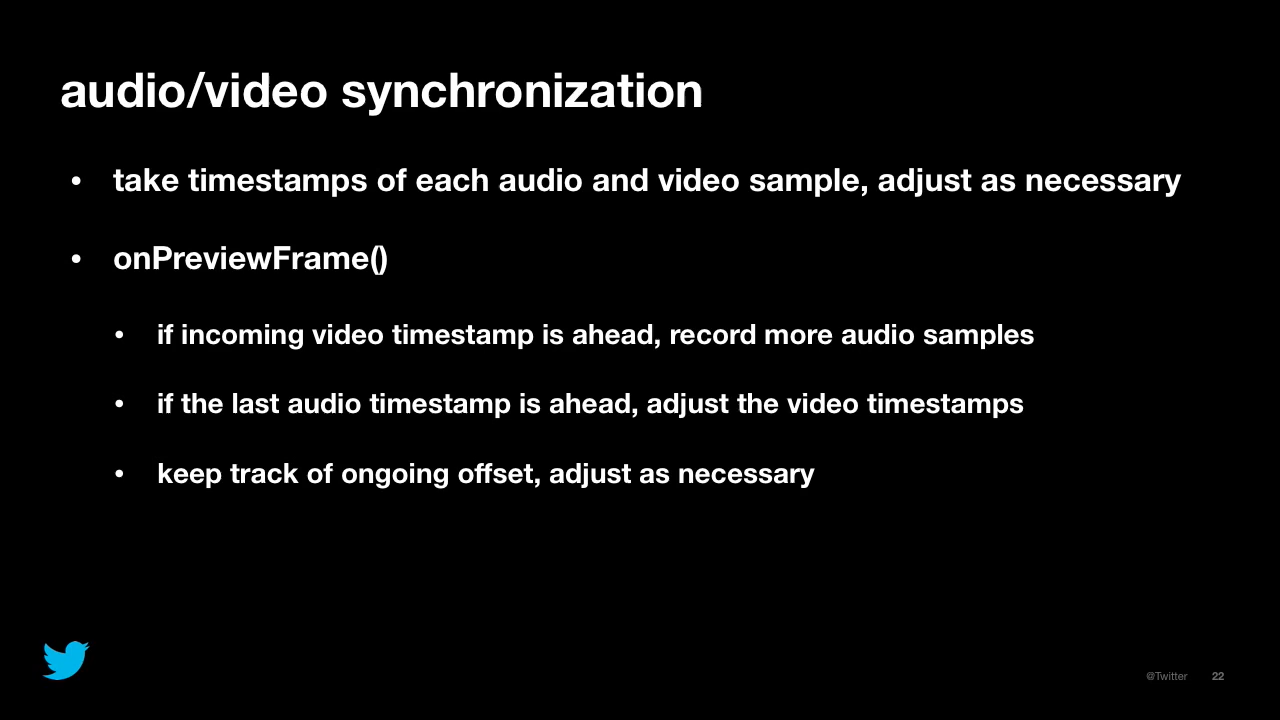 audio/video synchronization
• take timestamps of each audio and video sample, adjust as necessary
• onPreviewFrame()
• if incoming video timestamp is ahead, record more audio samples
• if the last audio timestamp is ahead, adjust the video timestamps
• keep track of ongoing offset, adjust as necessary
@Twitter 22